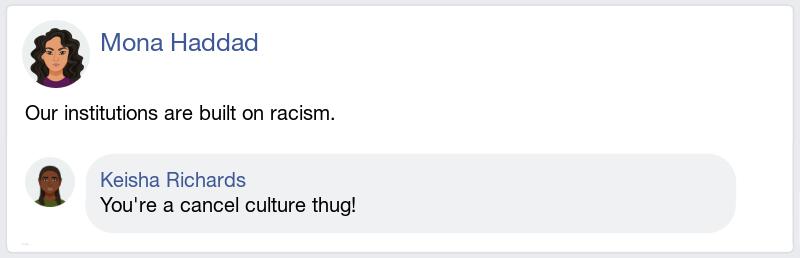 Mona Haddad
Our institutions are built on racism.
Keisha Richards
You're a cancel culture thug!